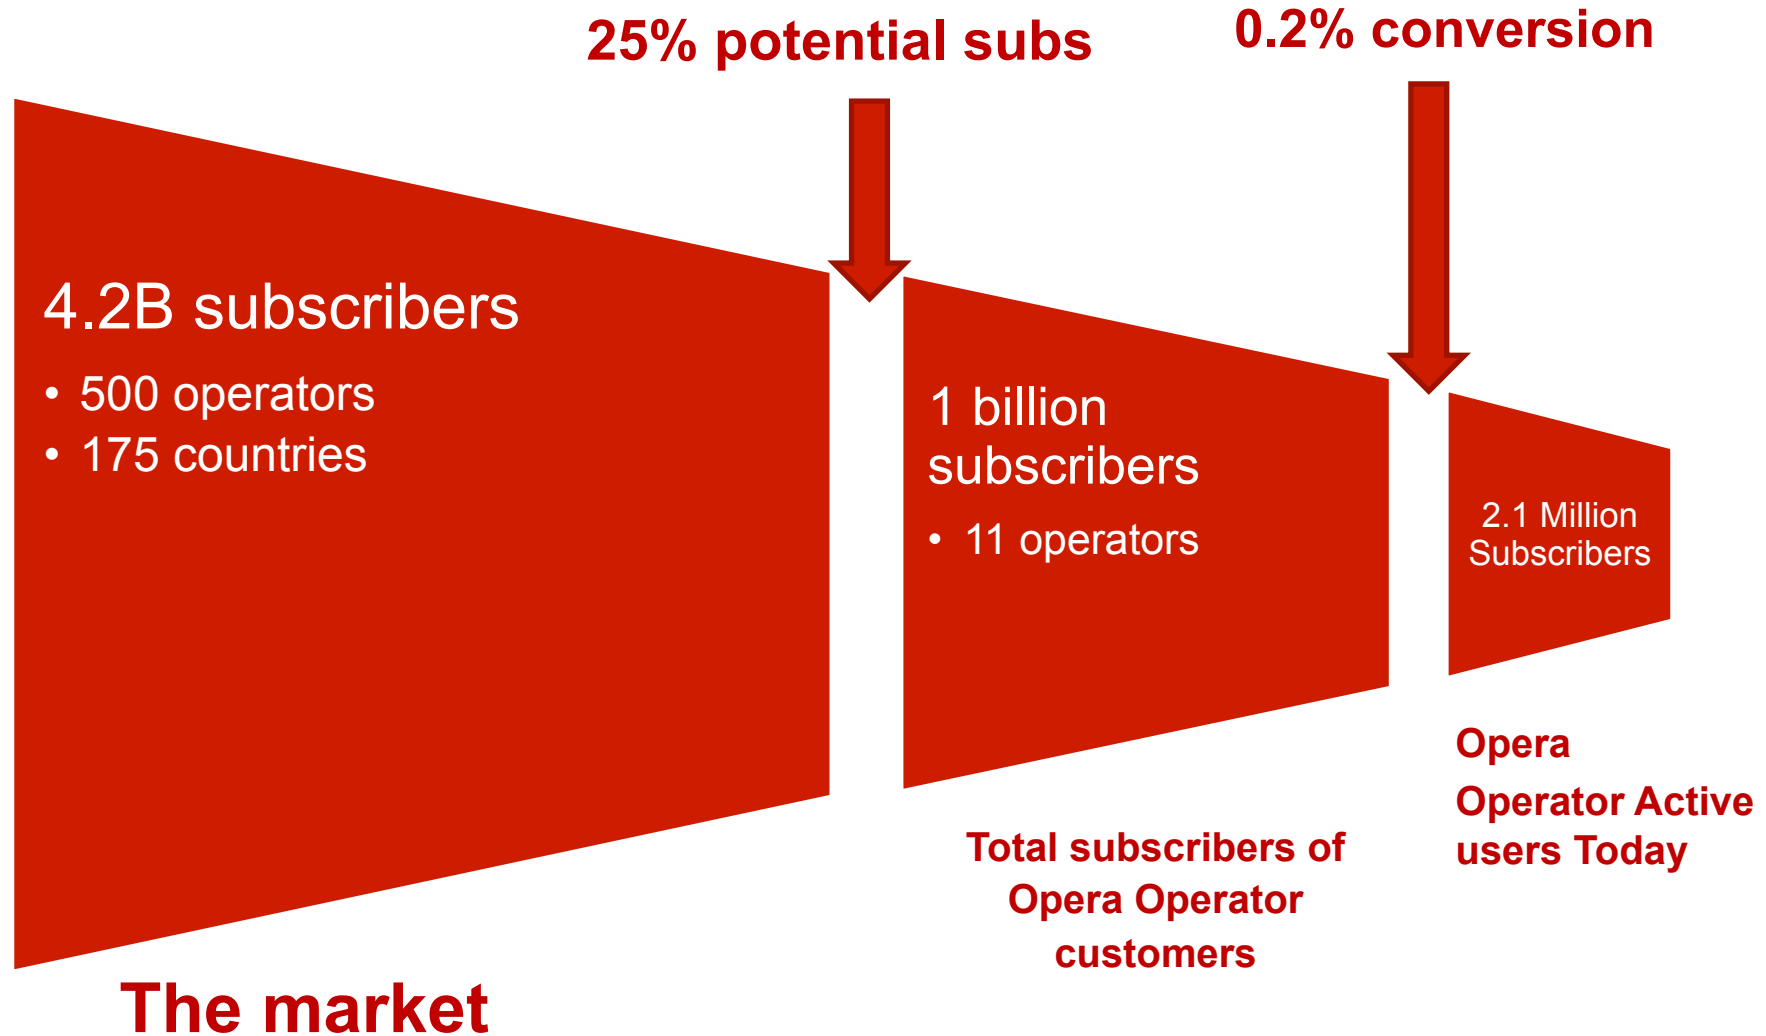 25% potential subs
0.2% conversion
4.2B subscribers
• 500 operators
• 175 countries
1 billion
subscribers
• 11 operators
2.1 Million
Subscribers
Opera
Operator Active
users Today
Total subscribers of
Opera Operator
customers
The market